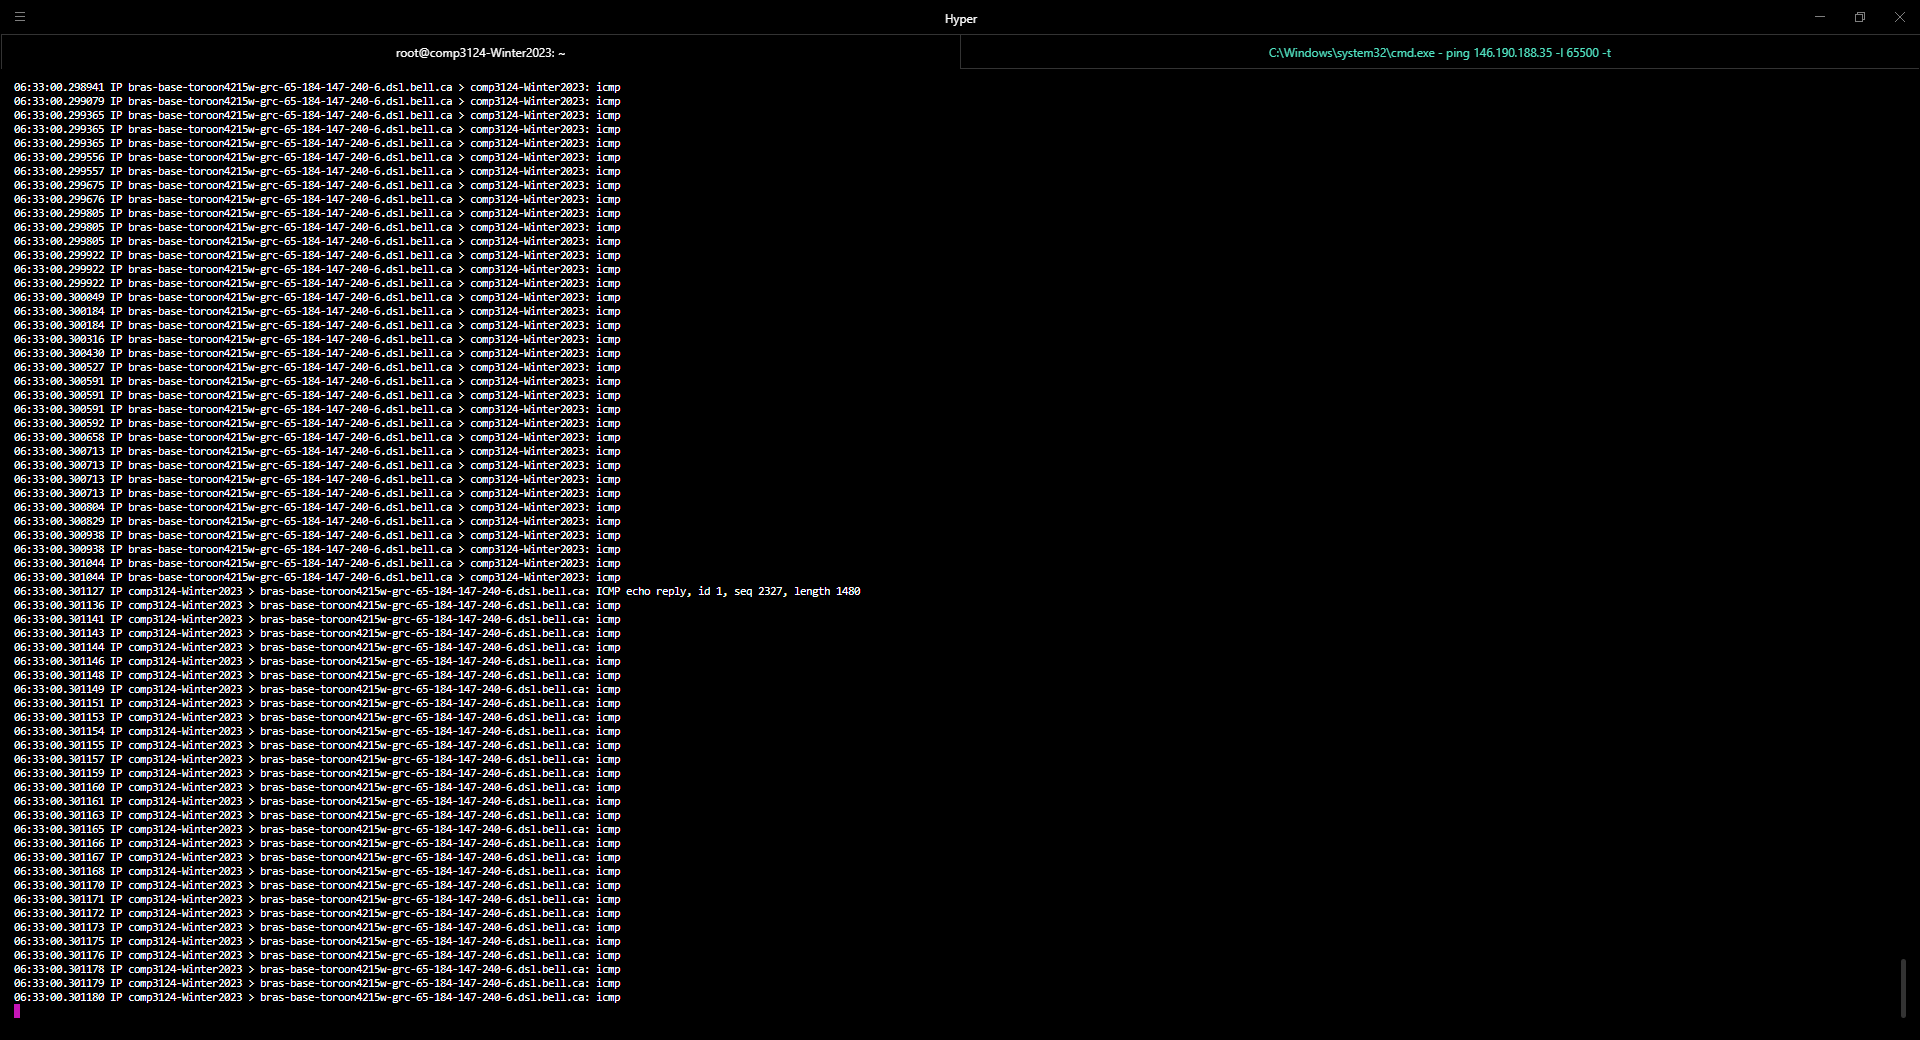 Hyper
root@comp3124-Winter2023: ~
C:\Windows\system32\cmd.exe - ping 146.190.188.35 -l 65500 -t
06:33:00.298941 IP bras-base-toroon4215w-grc-65-184-147-240-6.dsl.bell.ca > comp3124-Winter2023: icmp
06:33:00.299079 IP bras-base-toroon4215w-grc-65-184-147-240-6.dsl.bell.ca > comp3124-Winter2023: icmp
06:33:00.299365 IP bras-base-toroon4215w-grc-65-184-147-240-6.dsl.bell.ca > comp3124-Winter2023: icmp
06:33:00.299365 IP bras-base-toroon4215w-grc-65-184-147-240-6.dsl.bell.ca > comp3124-Winter2023: icmp
06:33:00.299365 IP bras-base-toroon4215w-grc-65-184-147-240-6.dsl.bell.ca > comp3124-Winter2023: icmp
06:33:00.299556 IP bras-base-toroon4215w-grc-65-184-147-240-6.dsl.bell.ca > comp3124-Winter2023: icmp
06:33:00.299557 IP bras-base-toroon4215w-grc-65-184-147-240-6.dsl.bell.ca > comp3124-Winter2023: icmp
06:33:00.299675 IP bras-base-toroon4215w-grc-65-184-147-240-6.dsl.bell.ca > comp3124-Winter2023: icmp
06:33:00.299676 IP bras-base-toroon4215w-grc-65-184-147-240-6.dsl.bell.ca > comp3124-Winter2023: icmp
06:33:00.299805 IP bras-base-toroon4215w-grc-65-184-147-240-6.dsl.bell.ca > comp3124-Winter2023: icmp
06:33:00.299805 IP bras-base-toroon4215w-grc-65-184-147-240-6.dsl.bell.ca > comp3124-Winter2023: icmp
06:33:00.299805 IP bras-base-toroon4215w-grc-65-184-147-240-6.dsl.bell.ca > comp3124-Winter2023: icmp
06:33:00.299922 IP bras-base-toroon4215w-grc-65-184-147-240-6.dsl.bell.ca > comp3124-Winter2023: icmp
06:33:00.299922 IP bras-base-toroon4215w-grc-65-184-147-240-6.dsl.bell.ca > comp3124-Winter2023: icmp
06:33:00.299922 IP bras-base-toroon4215w-grc-65-184-147-240-6.dsl.bell.ca > comp3124-Winter2023: icmp
06:33:00.300049 IP bras-base-toroon4215w-grc-65-184-147-240-6.dsl.bell.ca > comp3124-Winter2023: icmp
06:33:00.300184 IP bras-base-toroon4215w-grc-65-184-147-240-6.dsl.bell.ca > comp3124-Winter2023: icmp
06:33:00.300184 IP bras-base-toroon4215w-grc-65-184-147-240-6.dsl.bell.ca > comp3124-Winter2023: icmp
06:33:00.300316 IP bras-base-toroon4215w-grc-65-184-147-240-6.dsl.bell.ca > comp3124-Winter2023: icmp
06:33:00.300430 IP bras-base-toroon4215w-grc-65-184-147-240-6.dsl.bell.ca > comp3124-Winter2023: icmp
06:33:00.300527 IP bras-base-toroon4215w-grc-65-184-147-240-6.dsl.bell.ca > comp3124-Winter2023: icmp
06:33:00.300591 IP bras-base-toroon4215w-grc-65-184-147-240-6.dsl.bell.ca > comp3124-Winter2023: icmp
06:33:00.300591 IP bras-base-toroon4215w-grc-65-184-147-240-6.dsl.bell.ca > comp3124-Winter2023: icmp
06:33:00.300591 IP bras-base-toroon4215w-grc-65-184-147-240-6.dsl.bell.ca > comp3124-Winter2023: icmp
06:33:00.300592 IP bras-base-toroon4215w-grc-65-184-147-240-6.dsl.bell.ca > comp3124-Winter2023: icmp
06:33:00.300658 IP bras-base-toroon4215w-grc-65-184-147-240-6.dsl.bell.ca > comp3124-Winter2023: icmp
06:33:00.300713 IP bras-base-toroon4215w-grc-65-184-147-240-6.dsl.bell.ca > comp3124-Winter2023: icmp
06:33:00.300713 IP bras-base-toroon4215w-grc-65-184-147-240-6.dsl.bell.ca > comp3124-Winter2023: icmp
06:33:00.300713 IP bras-base-toroon4215w-grc-65-184-147-240-6.dsl.bell.ca > comp3124-Winter2023: icmp
06:33:00.300713 IP bras-base-toroon4215w-grc-65-184-147-240-6.dsl.bell.ca > comp3124-Winter2023: icmp
06:33:00.300804 IP bras-base-toroon4215w-grc-65-184-147-240-6.dsl.bell.ca > comp3124-Winter2023: icmp
06:33:00.300829 IP bras-base-toroon4215w-grc-65-184-147-240-6.dsl.bell.ca > comp3124-Winter2023: icmp
06:33:00.300938 IP bras-base-toroon4215w-grc-65-184-147-240-6.dsl.bell.ca > comp3124-Winter2023: icmp
06:33:00.300938 IP bras-base-toroon4215w-grc-65-184-147-240-6.dsl.bell.ca > comp3124-Winter2023: icmp
06:33:00.301044 IP bras-base-toroon4215w-grc-65-184-147-240-6.dsl.bell.ca > comp3124-Winter2023: icmp
06:33:00.301044 IP bras-base-toroon4215w-grc-65-184-147-240-6.dsl.bell.ca > comp3124-Winter2023: icmp
06:33:00.301127 IP comp3124-Winter2023 > bras-base-toroon4215w-grc-65-184-147-240-6.dsl.bell.ca: ICMP echo reply, id 1, seq 2327, length 1480
06:33:00.301136 IP comp3124-Winter2023 > bras-base-toroon4215w-grc-65-184-147-240-6.dsl.bell.ca: icmp
06:33:00.301141 IP comp3124-Winter2023 > bras-base-toroon4215w-grc-65-184-147-240-6.dsl.bell.ca: icmp
06:33:00.301143 IP comp3124-Winter2023 > bras-base-toroon4215w-grc-65-184-147-240-6.dsl.bell.ca: icmp
06:33:00.301144 IP comp3124-Winter2023 > bras-base-toroon4215w-grc-65-184-147-240-6.dsl.bell.ca: icmp
06:33:00.301146 IP comp3124-Winter2023 > bras-base-toroon4215w-grc-65-184-147-240-6.dsl.bell.ca: icmp
06:33:00.301148 IP comp3124-Winter2023 > bras-base-toroon4215w-grc-65-184-147-240-6.dsl.bell.ca: icmp
06:33:00.301149 IP comp3124-Winter2023 > bras-base-toroon4215w-grc-65-184-147-240-6.dsl.bell.ca: icmp
06:33:00.301151 IP comp3124-Winter2023 > bras-base-toroon4215w-grc-65-184-147-240-6.dsl.bell.ca: icmp
06:33:00.301153 IP comp3124-Winter2023 > bras-base-toroon4215w-grc-65-184-147-240-6.dsl.bell.ca: icmp
06:33:00.301154 IP comp3124-Winter2023 > bras-base-toroon4215w-grc-65-184-147-240-6.dsl.bell.ca: icmp
06:33:00.301155 IP comp3124-Winter2023 > bras-base-toroon4215w-grc-65-184-147-240-6.dsl.bell.ca: icmp
06:33:00.301157 IP comp3124-Winter2023 > bras-base-toroon4215w-grc-65-184-147-240-6.dsl.bell.ca: icmp
06:33:00.301159 IP comp3124-Winter2023 > bras-base-toroon4215w-grc-65-184-147-240-6.dsl.bell.ca: icmp
06:33:00.301160 IP comp3124-Winter2023 > bras-base-toroon4215w-grc-65-184-147-240-6.dsl.bell.ca: icmp
06:33:00.301161 IP comp3124-Winter2023 > bras-base-toroon4215w-grc-65-184-147-240-6.dsl.bell.ca: icmp
06:33:00.301163 IP comp3124-Winter2023 > bras-base-toroon4215w-grc-65-184-147-240-6.dsl.bell.ca: icmp
06:33:00.301165 IP comp3124-Winter2023 > bras-base-toroon4215w-grc-65-184-147-240-6.dsl.bell.ca: icmp
06:33:00.301166 IP comp3124-Winter2023 > bras-base-toroon4215w-grc-65-184-147-240-6.dsl.bell.ca: icmp
06:33:00.301167 IP comp3124-Winter2023 > bras-base-toroon4215w-grc-65-184-147-240-6.dsl.bell.ca: icmp
06:33:00.301168 IP comp3124-Winter2023 > bras-base-toroon4215w-grc-65-184-147-240-6.dsl.bell.ca: icmp
06:33:00.301170 IP comp3124-Winter2023 > bras-base-toroon4215w-grc-65-184-147-240-6.dsl.bell.ca: icmp
06:33:00.301171 IP comp3124-Winter2023 > bras-base-toroon4215w-grc-65-184-147-240-6.dsl.bell.ca: icmp
06:33:00.301172 IP comp3124-Winter2023 > bras-base-toroon4215w-grc-65-184-147-240-6.dsl.bell.ca: icmp
06:33:00.301173 IP comp3124-Winter2023 > bras-base-toroon4215w-grc-65-184-147-240-6.dsl.bell.ca: icmp
06:33:00.301175 IP comp3124-Winter2023 > bras-base-toroon4215w-grc-65-184-147-240-6.dsl.bell.ca: icmp
06:33:00.301176 IP comp3124-Winter2023 > bras-base-toroon4215w-grc-65-184-147-240-6.dsl.bell.ca: icmp
06:33:00.301178 IP comp3124-Winter2023 > bras-base-toroon4215w-grc-65-184-147-240-6.dsl.bell.ca: icmp
06:33:00.301179 IP comp3124-Winter2023 > bras-base-toroon4215w-grc-65-184-147-240-6.dsl.bell.ca: icmp
06:33:00.301180 IP comp3124-Winter2023 > bras-base-toroon4215w-grc-65-184-147-240-6.dsl.bell.ca: icmp